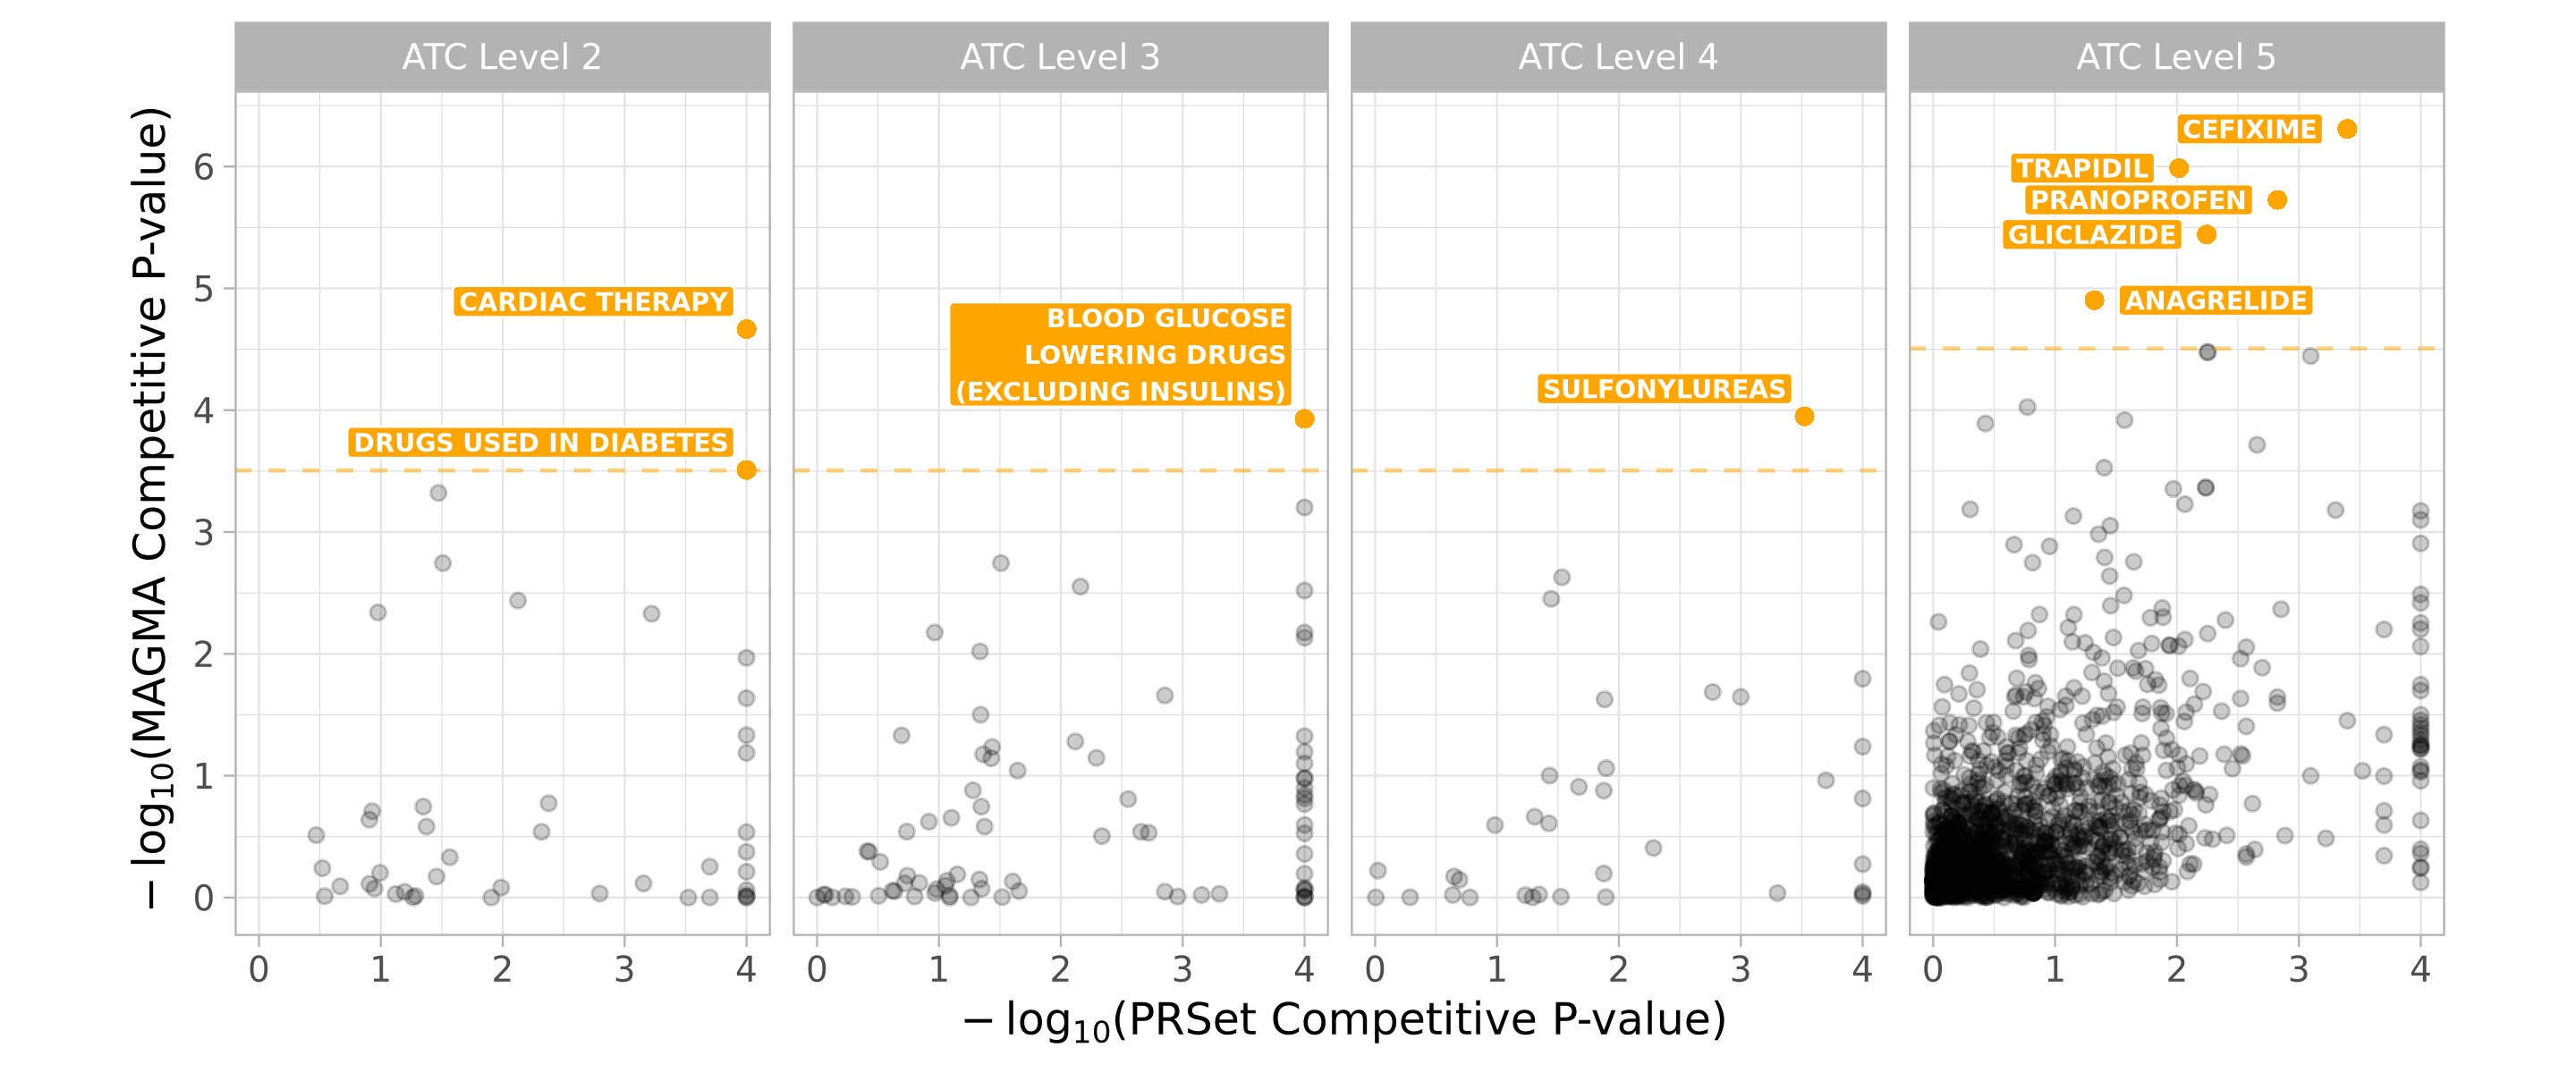 ATC Level 2
ATC Level 3
ATC Level 4
ATC Level 5
− log10(MAGMA Competitive P-value)
6
5
4
3
2
1
0
CARDIAC THERAPY
DRUGS USED IN DIABETES
BLOOD GLUCOSE
LOWERING DRUGS
(EXCLUDING INSULINS)
SULFONYLUREAS
CEFIXIME
TRAPIDIL
PRANOPROFEN
GLICLAZIDE
ANAGRELIDE
0 1 2 3 4
0 1 2 3 4
0 1 2 3 4
0 1 2 3 4
− log10(PRSet Competitive P-value)